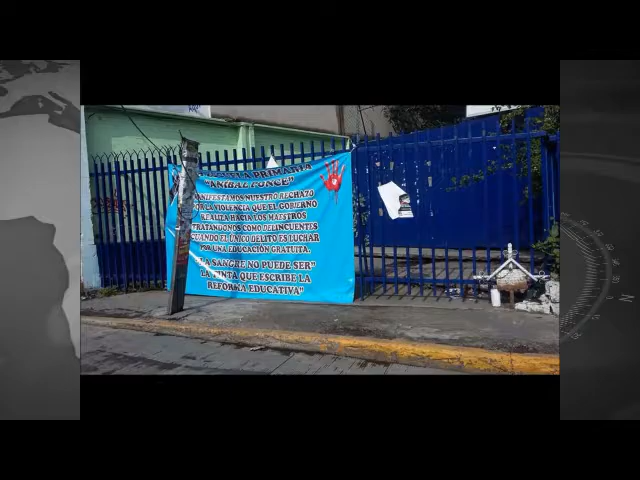 PRIMARIA
"ANIBAL PONCE"
MANIFESTAMOS NUESTRO RECHAZO
POR LA VIOLENCIA QUE EL GOBIERNO
REALIZA HACIA LOS MAESTROS
TRATANDONOS COMO DELINCUENTES
CUANDO EL ÚNICO DELITO ES LUCHAR
POR UNA EDUCACIÓN GRATUITA.
"LA SANGRE NO PUEDE SER"
LA TINTA QUE ESCRIBE LA
REFORMA EDUCATIVA"